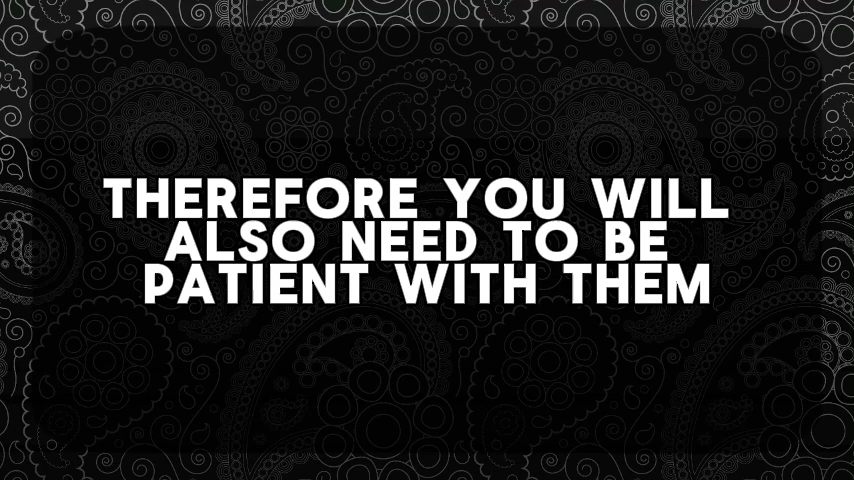 THEREFORE YOU WILL
ALSO NEED TO BE
PATIENT WITH THEM